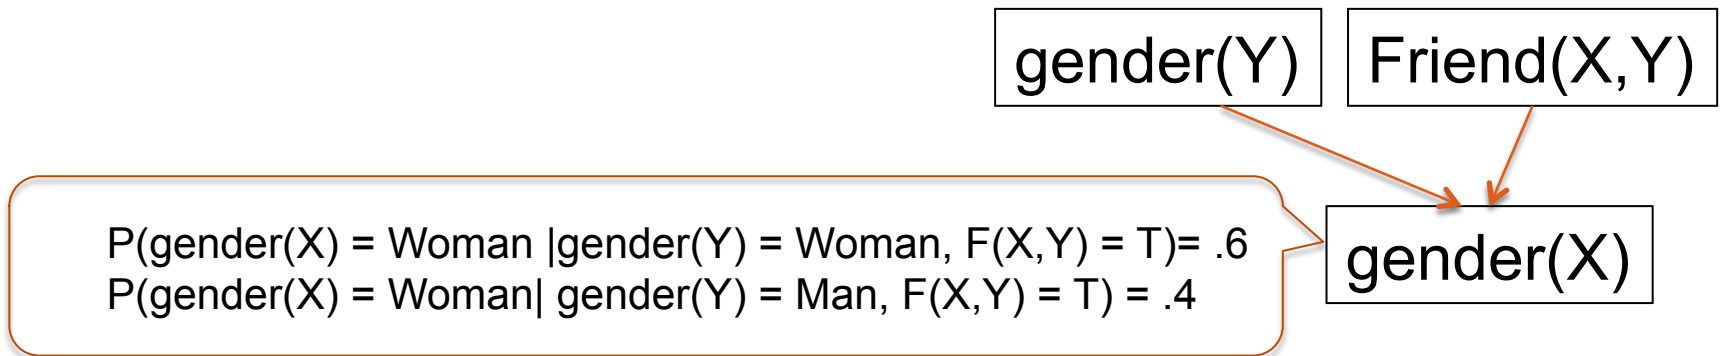 gender(Y)
Friend(X,Y)
P(gender(X) = Woman |gender(Y) = Woman, F(X,Y) = T)= .6
P(gender(X) = Woman| gender(Y) = Man, F(X,Y) = T) = .4
gender(X)